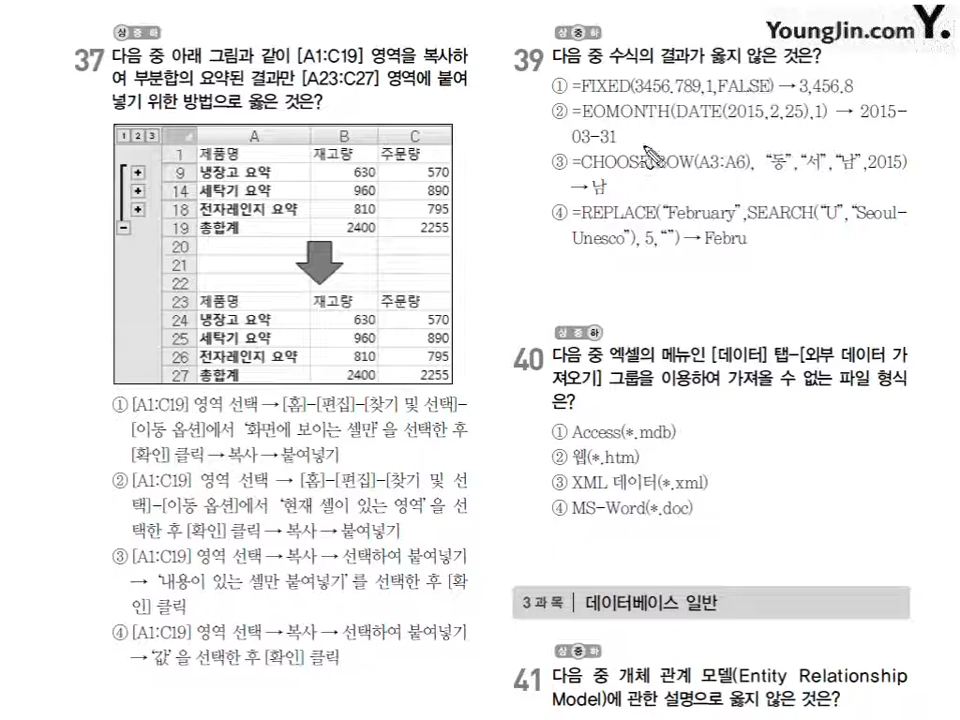 Younglin.com Y.
상 중 하
37 다음 중 아래 그림과 같이 [A1:C19] 영역을 복사하
여 부분합의 요약된 결과만 [A23:C27] 영역에 붙여
넣기 위한 방법으로 옳은 것은?
1 2 3 A B C
1 제품명 재고량 주문량
9 냉장고 요약 630 570
14 세탁기 요약 960 890
18 전자레인지 요약 810 795
19 총합계 2400 2255
20
21
22
23 제품명 재고량 주문량
24 냉장고 요약 630 570
25 세탁기 요약 960 890
26 전자레인지 요약 810 795
27 총합계 2400 2255
① [A1:C19] 영역 선택 → [홈]-[편집]-[찾기 및 선택]-
[이동 옵션]에서 ‘화면에 보이는 셀만’을 선택한 후
[확인] 클릭 → 복사 → 붙여넣기
② [A1:C19] 영역 선택 → [홈]-[편집]-[찾기 및 선
택]-[이동 옵션]에서 ‘현재 셀이 있는 영역’을 선
택한 후 [확인] 클릭 → 복사 → 붙여넣기
③ [A1:C19] 영역 선택 → 복사 → 선택하여 붙여넣기
→ ‘내용이 있는 셀만 붙여넣기’를 선택한 후 [확
인] 클릭
④ [A1:C19] 영역 선택 → 복사 → 선택하여 붙여넣기
→ ‘값’을 선택한 후 [확인] 클릭
상 중 하
39 다음 중 수식의 결과가 옳지 않은 것은?
① =FIXED(3456.789,1,FALSE) → 3,456.8
② =EOMONTH(DATE(2015,2,25),1) → 2015-
03-31
③ =CHOOSE(ROW(A3:A6), “동”, “서”, “남”,2015)
→ 남
④ =REPLACE(“February”,SEARCH(“U”,“Seoul-
Unesco”), 5,“”) → Febru
상 중 하
40 다음 중 엑셀의 메뉴인 [데이터] 탭-[외부 데이터 가
져오기] 그룹을 이용하여 가져올 수 없는 파일 형식
은?
① Access(*.mdb)
② 웹(*.htm)
③ XML 데이터(*.xml)
④ MS-Word(*.doc)
3 과 목 데이터베이스 일반
상 중 하
41 다음 중 개체 관계 모델(Entity Relationship
Model)에 관한 설명으로 옳지 않은 것은?